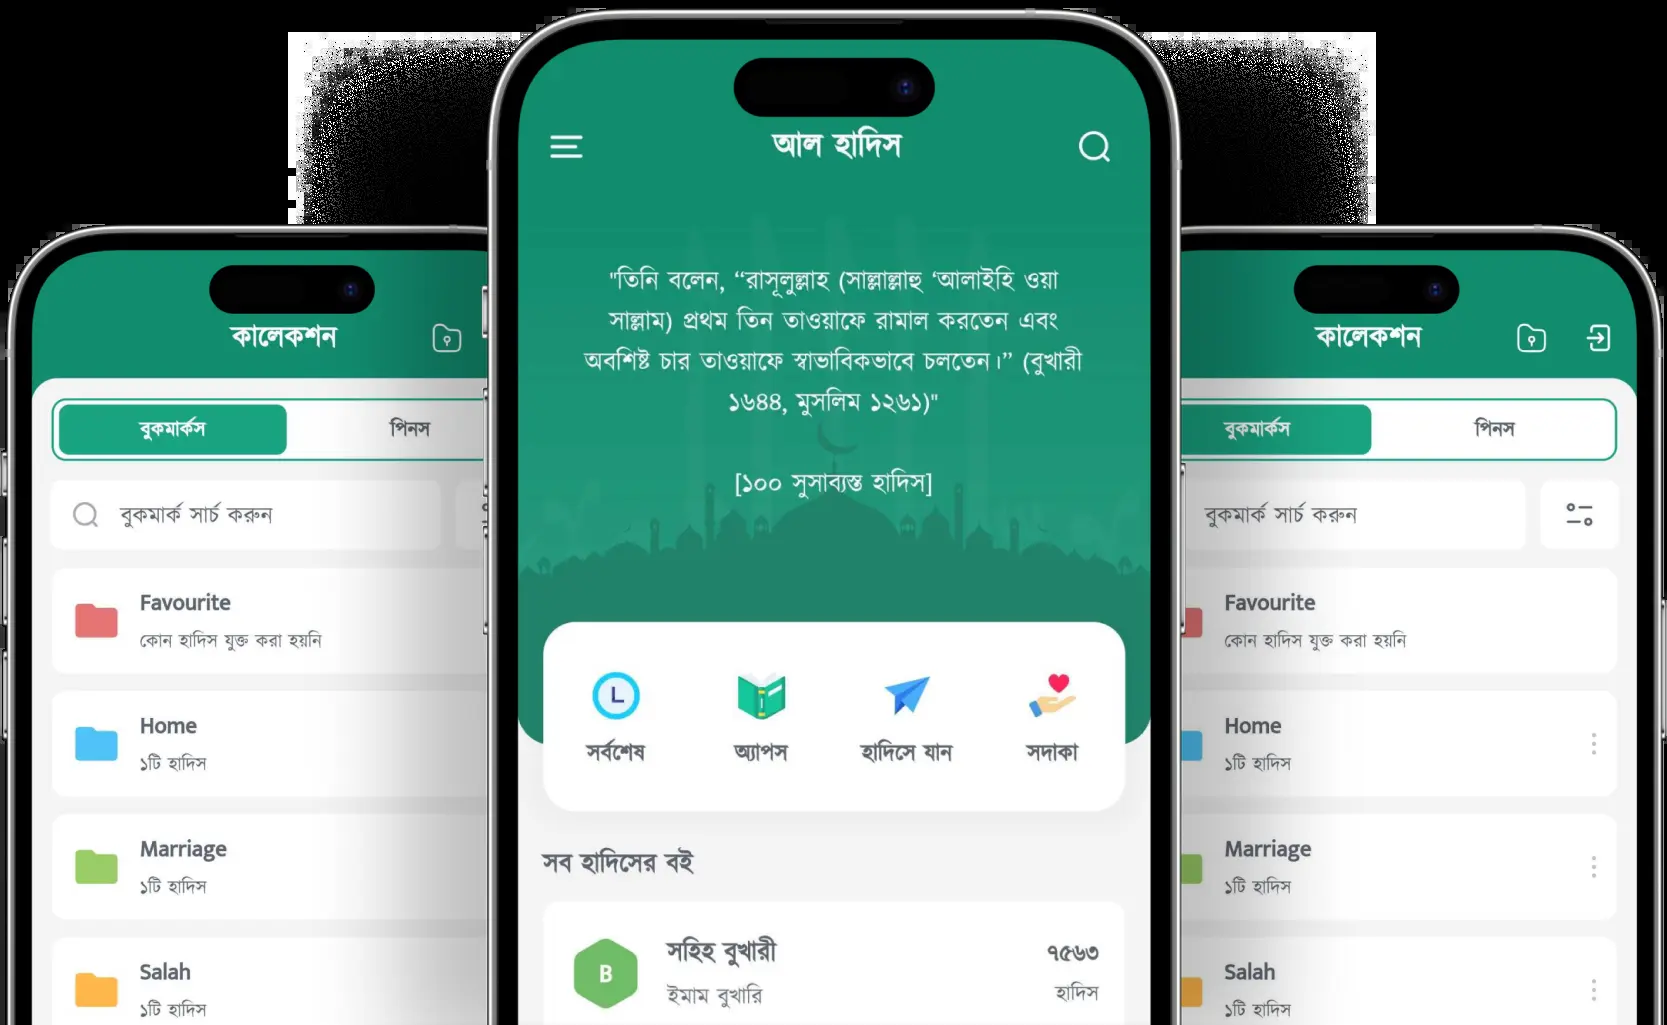 আল হাদিস
"তিনি বলেন, “রাসূলুল্লাহ (সাল্লাল্লাহু ‘আলাইহি ওয়া
সাল্লাম) প্রথম তিন তাওয়াফে রামাল করতেন এবং
অবশিষ্ট চার তাওয়াফে স্বাভাবিকভাবে চলতেন।” (বুখারী
১৬৪৪, মুসলিম ১২৬১)"
[১০০ সুসাব্যস্ত হাদিস]
সর্বশেষ অ্যাপস হাদিসে যান সদাকা
সব হাদিসের বই
B
সহিহ বুখারী ৭৫৬৩
ইমাম বুখারি হাদিস
কালেকশন
বুকমার্কস পিনস
বুকমার্ক সার্চ করুন
Favourite
কোন হাদিস যুক্ত করা হয়নি
Home
১টি হাদিস
Marriage
১টি হাদিস
Salah
১টি হাদিস
কালেকশন
বুকমার্কস পিনস
বুকমার্ক সার্চ করুন
Favourite
কোন হাদিস যুক্ত করা হয়নি
Home
১টি হাদিস
Marriage
১টি হাদিস
Salah
১টি হাদিস